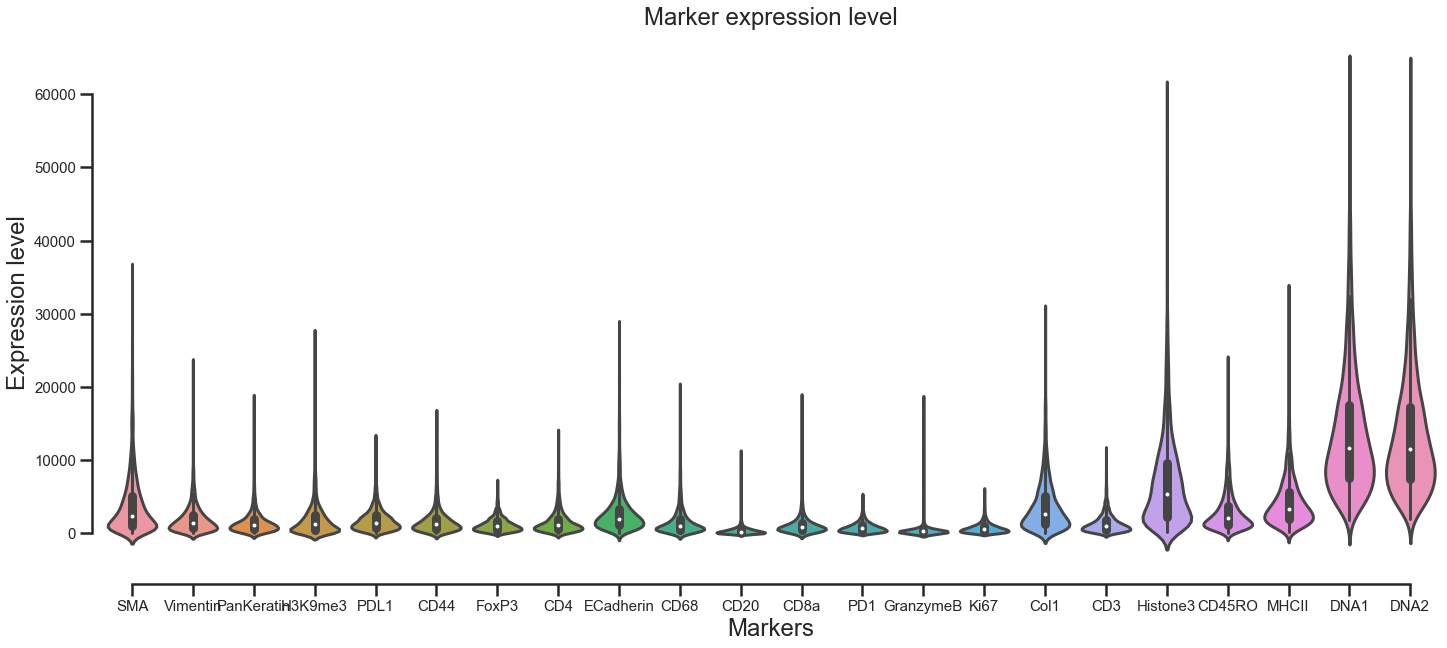 Marker expression level
Expression level
60000
50000
40000
30000
20000
10000
0
SMA Vimentin PanKeratin H3K9me3 PDL1 CD44 FoxP3 CD4 ECadherin CD68 CD20 CD8a PD1 GranzymeB Ki67 Col1 CD3 Histone3 CD45RO MHCII DNA1 DNA2
Markers